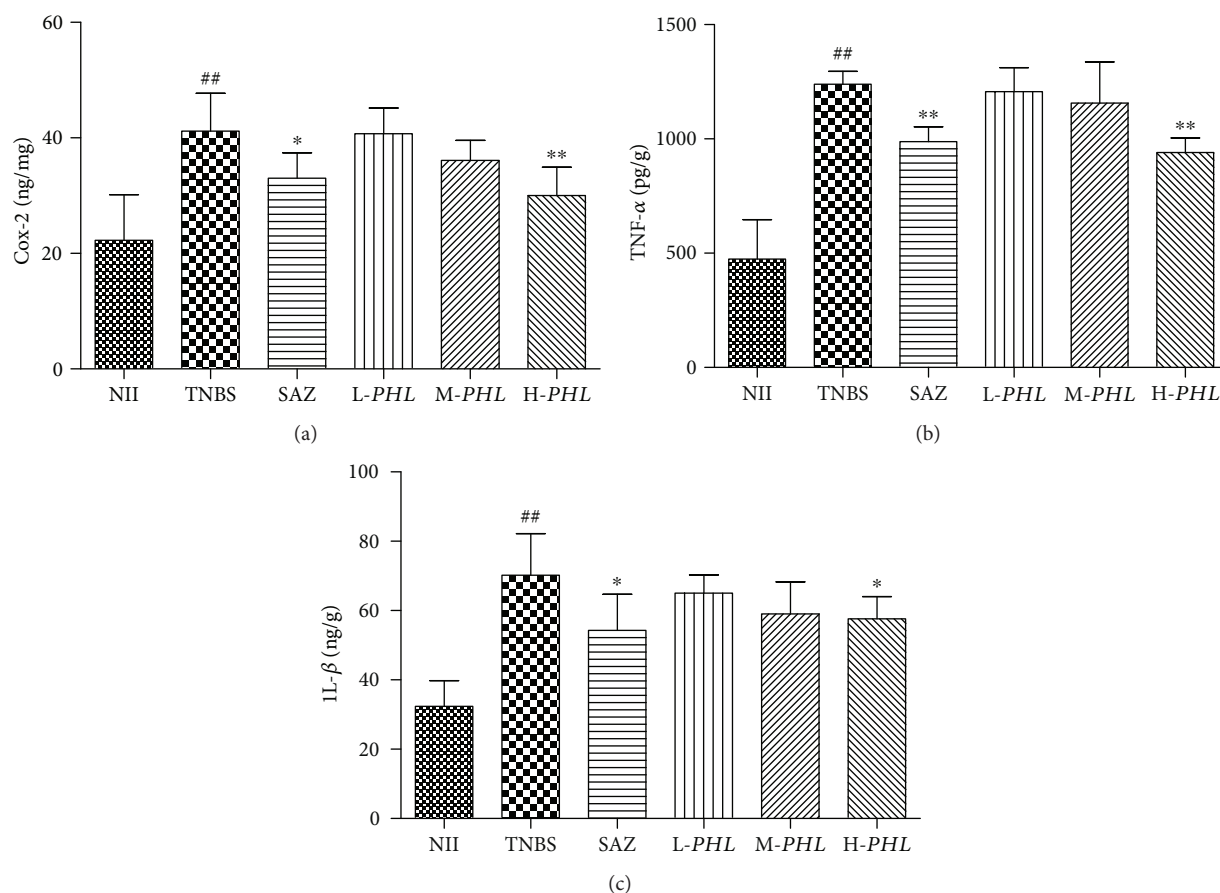 60
40
20
0
Cox-2 (ng/mg)
##
*
**
NII TNBS SAZ L-PHL M-PHL H-PHL
(a)
1500
1000
500
0
TNF-α (pg/g)
##
**
**
NII TNBS SAZ L-PHL M-PHL H-PHL
(b)
100
80
60
40
20
0
1L-β (ng/g)
##
*
*
NII TNBS SAZ L-PHL M-PHL H-PHL
(c)